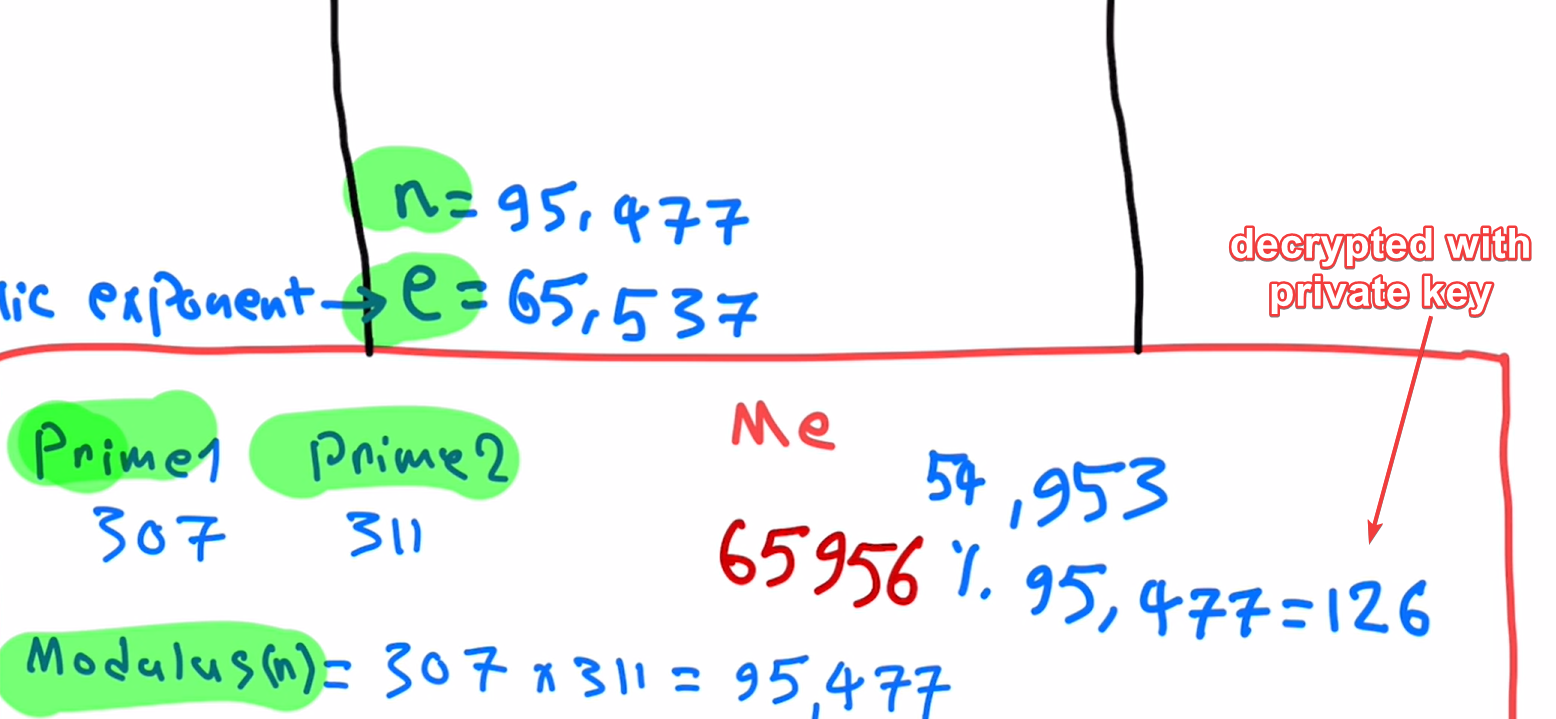 n= 95,477
decrypted with
private key
exponent→ e= 65,537
Me
Prime1 Prime2
54,953
307 311
65956 % 95,477=126
Modulus(n)= 307 x 311 = 95,477